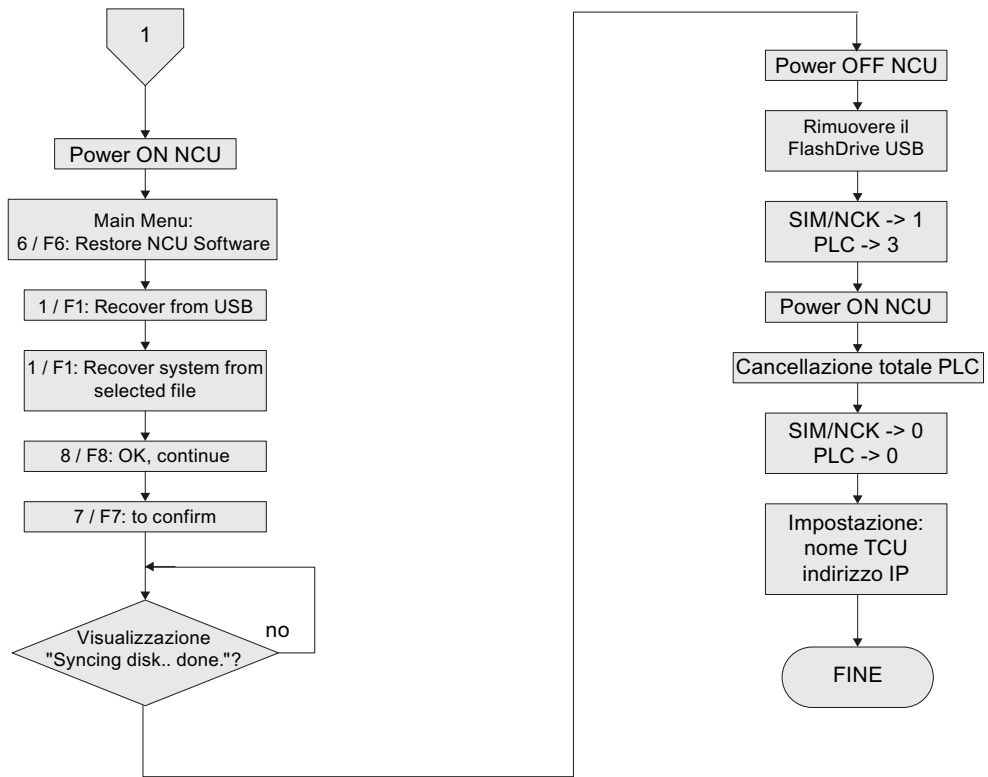 1
Power ON NCU
Main Menu:
6 / F6: Restore NCU Software
1 / F1: Recover from USB
1 / F1: Recover system from
selected file
8 / F8: OK, continue
7 / F7: to confirm
Visualizzazione
"Syncing disk.. done."?
no
Power OFF NCU
Rimuovere il
FlashDrive USB
SIM/NCK -> 1
PLC -> 3
Power ON NCU
Cancellazione totale PLC
SIM/NCK -> 0
PLC -> 0
Impostazione:
nome TCU
indirizzo IP
FINE